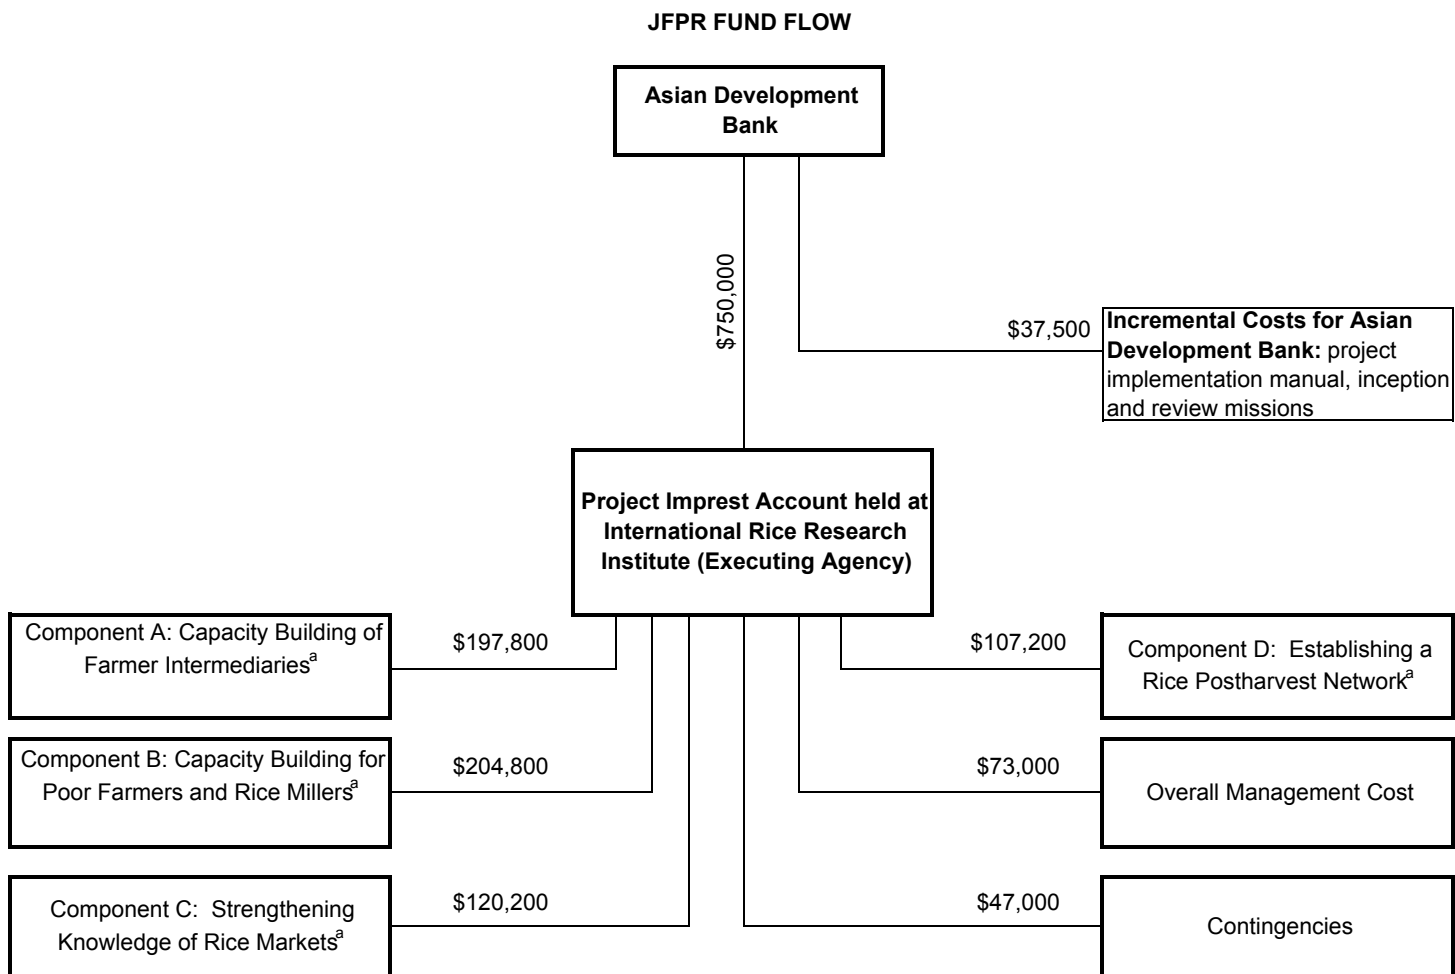 JFPR FUND FLOW
Asian Development
Bank
$750,000
$37,500
Incremental Costs for Asian
Development Bank: project
implementation manual, inception
and review missions
Project Imprest Account held at
International Rice Research
Institute (Executing Agency)
Component A: Capacity Building of
Farmer Intermediariesa
$197,800
$107,200
Component D: Establishing a
Rice Postharvest Networka
Component B: Capacity Building for
Poor Farmers and Rice Millersa
$204,800
$73,000
Overall Management Cost
Component C: Strengthening
Knowledge of Rice Marketsa
$120,200
$47,000
Contingencies